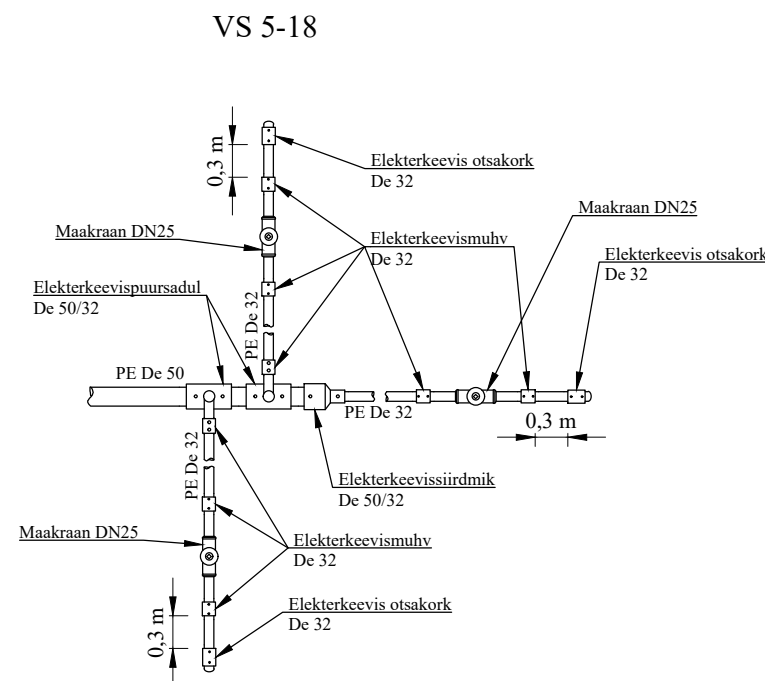 VS 5-18
0,3 m
Elekterkeevis otsakork
De 32
Maakraan DN25
Maakraan DN25
Elekterkeevismuhv
De 32
Elekterkeevis otsakork
De 32
Elekterkeevispuursadul
De 50/32
PE De 32
PE De 50
PE De 32
0,3 m
PE De 32
Elekterkeevissiirdmik
De 50/32
Maakraan DN25
Elekterkeevismuhv
De 32
0,3 m
Elekterkeevis otsakork
De 32